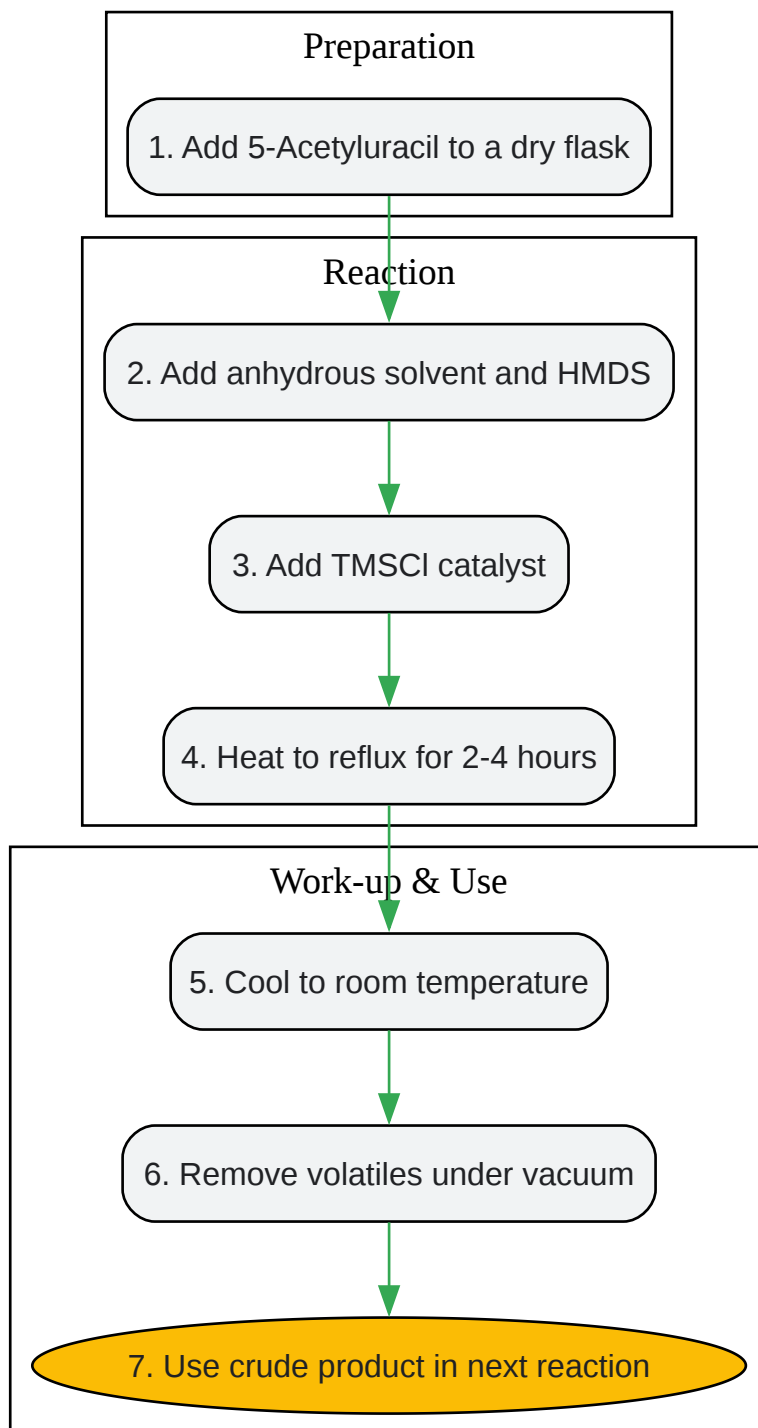 Preparation
1. Add 5-Acetyluracil to a dry flask
Reaction
2. Add anhydrous solvent and HMDS
3. Add TMSCl catalyst
4. Heat to reflux for 2-4 hours
Work-up & Use
5. Cool to room temperature
6. Remove volatiles under vacuum
7. Use crude product in next reaction